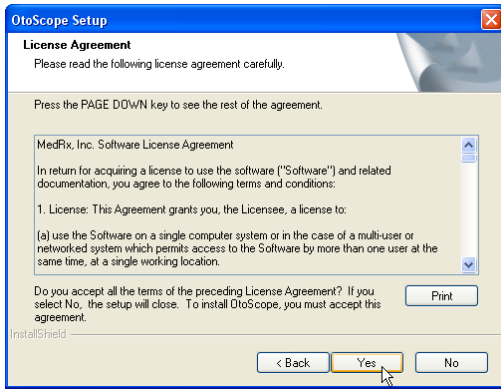 OtoScope Setup
License Agreement
Please read the following license agreement carefully.
Press the PAGE DOWN key to see the rest of the agreement.
MedRx, Inc. Software License Agreement
In return for acquiring a license to use the software ("Software") and related
documentation, you agree to the following terms and conditions:
1. License: This Agreement grants you, the Licensee, a license to:
(a) use the Software on a single computer system or in the case of a multi-user or
networked system which permits access to the Software by more than one user at the
same time, at a single working location.
Do you accept all the terms of the preceding License Agreement? If you
select No, the setup will close. To install OtoScope, you must accept this
agreement.
Print
InstallShield
< Back
Yes
No